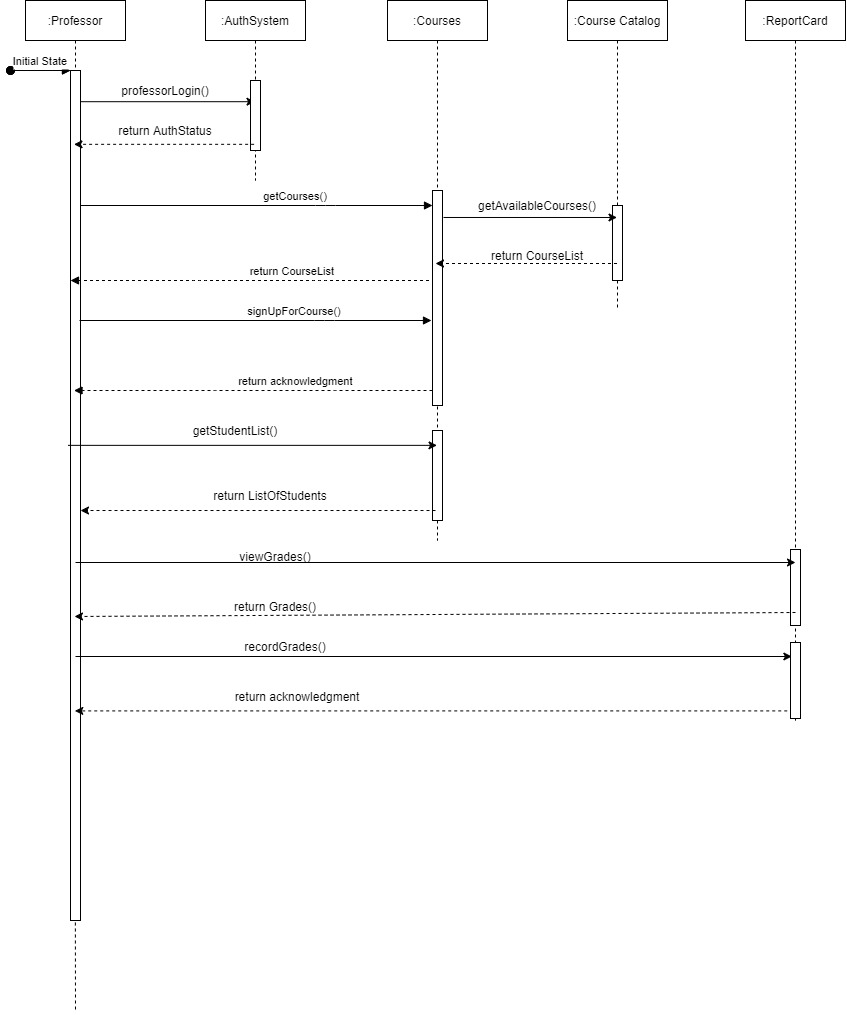 :Professor
:AuthSystem
:Courses
:Course Catalog
:ReportCard
Initial State
professorLogin()
return AuthStatus
getCourses()
getAvailableCourses()
return CourseList
return CourseList
signUpForCourse()
return acknowledgment
getStudentList()
return ListOfStudents
viewGrades()
return Grades()
recordGrades()
return acknowledgment